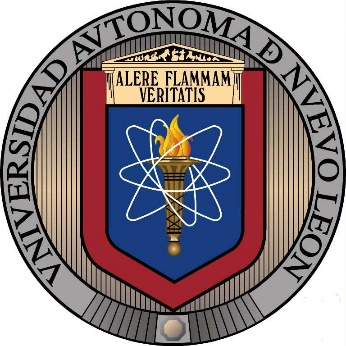 VNIVERSIDAD AVTONOMA DE NVEVO LEON
ALERE FLAMMAM
VERITATIS